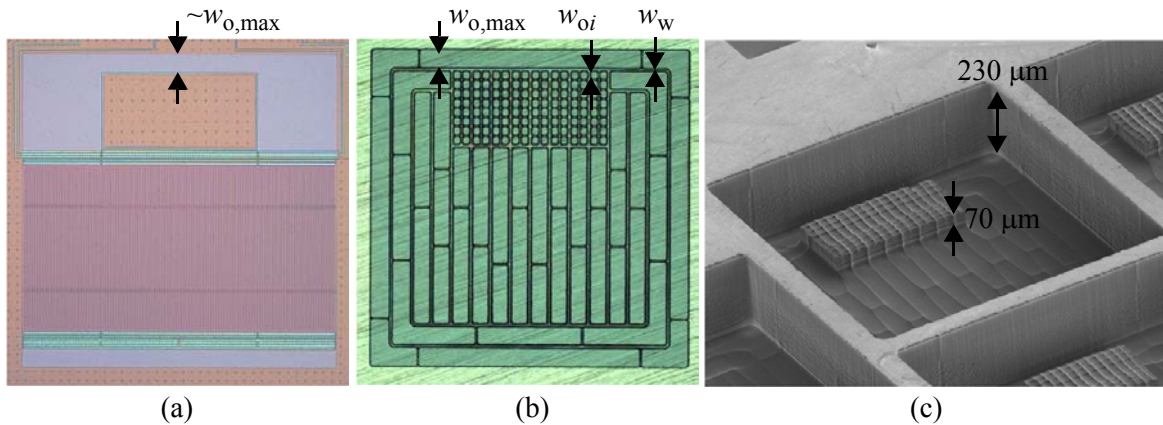 ~w_o,max
w_o,max
w_oi
w_w
230 μm
70 μm
(a)
(b)
(c)